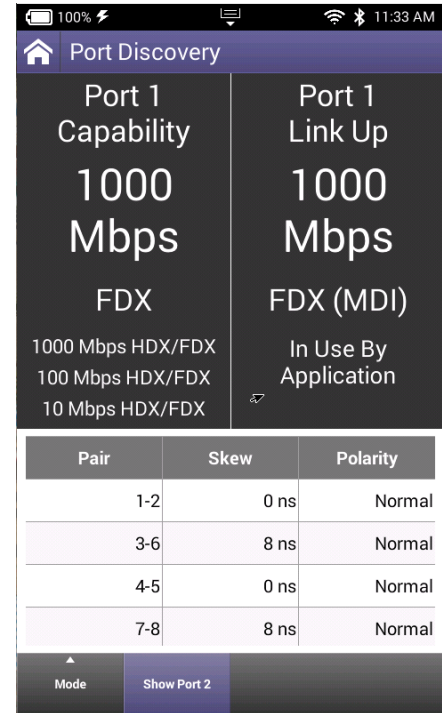 100% 11:33 AM
Port Discovery
Port 1
Capability
1000
Mbps
FDX
1000 Mbps HDX/FDX
100 Mbps HDX/FDX
10 Mbps HDX/FDX
Port 1
Link Up
1000
Mbps
FDX (MDI)
In Use By
Application
Pair Skew Polarity
1-2 0 ns Normal
3-6 8 ns Normal
4-5 0 ns Normal
7-8 8 ns Normal
Mode Show Port 2